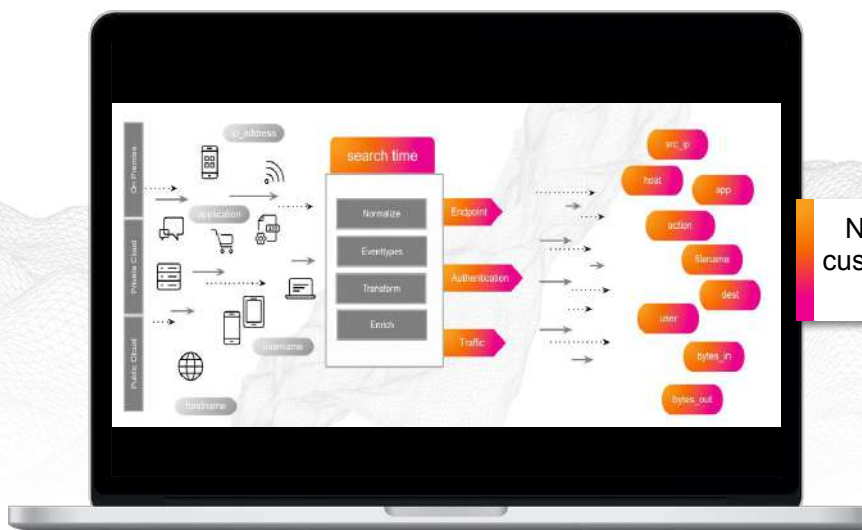 On Premise
Private Cloud
Public Cloud
ip_address
application
username
search time
Normalize
Eventtypes
Transform
Enrich
Endpoint
Authentication
Traffic
src_ip
host
app
action
filename
dest
user
bytes_in
bytes_out
N
cus